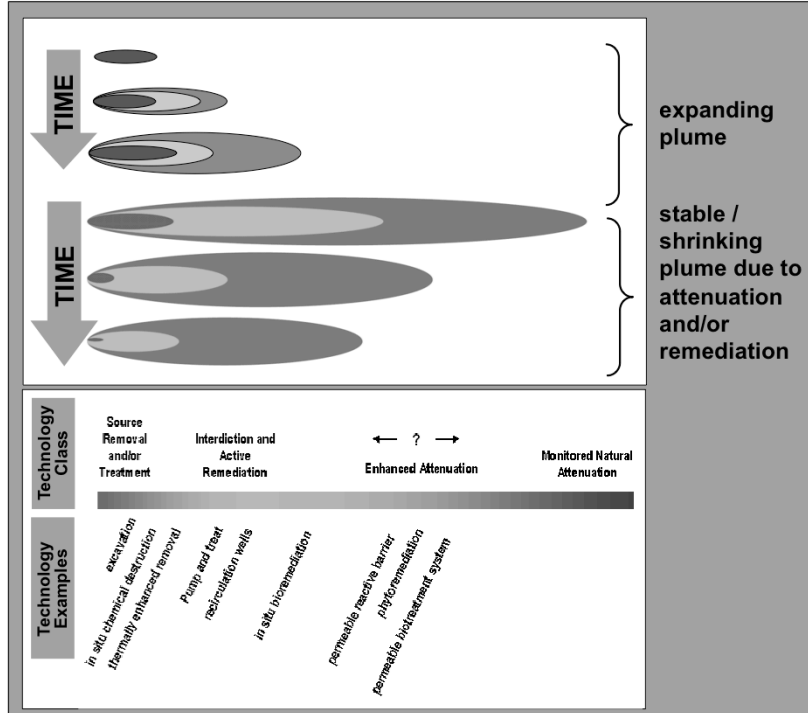 TIME
expanding
plume
TIME
stable /
shrinking
plume due to
attenuation
and/or
remediation
Technology
Class
Source
Removal
and/or
Treatment
Interdiction and
Active
Remediation
?
Enhanced Attenuation
Monitored Natural
Attenuation
Technology
Examples
excavation
in situ chemical destruction
thermally enhanced removal
Pump and treat
recirculation wells
in situ bioremediation
permeable reactive barrier
phyforemediation
permeable biotreatment system